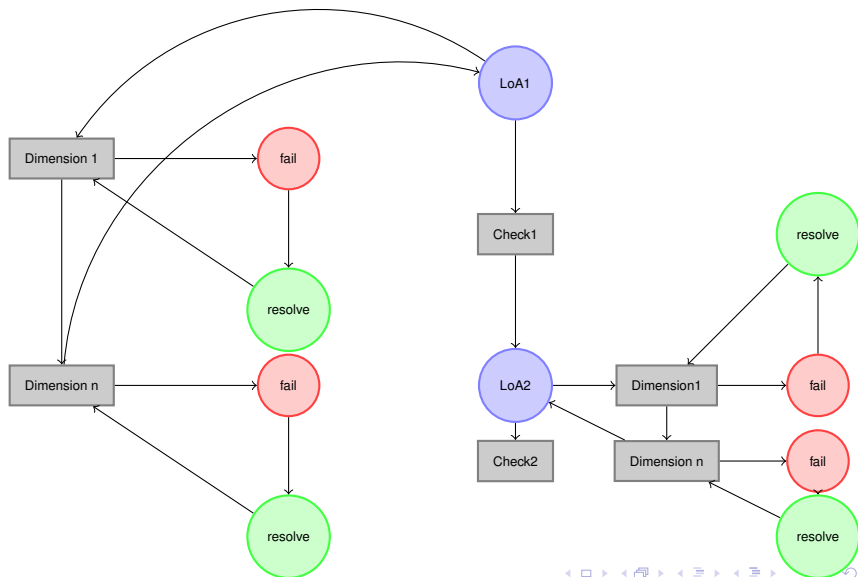 LoA1
Dimension 1
fail
Check1
resolve
resolve
Dimension n
fail
LoA2
Dimension1
fail
Check2
Dimension n
fail
resolve
resolve